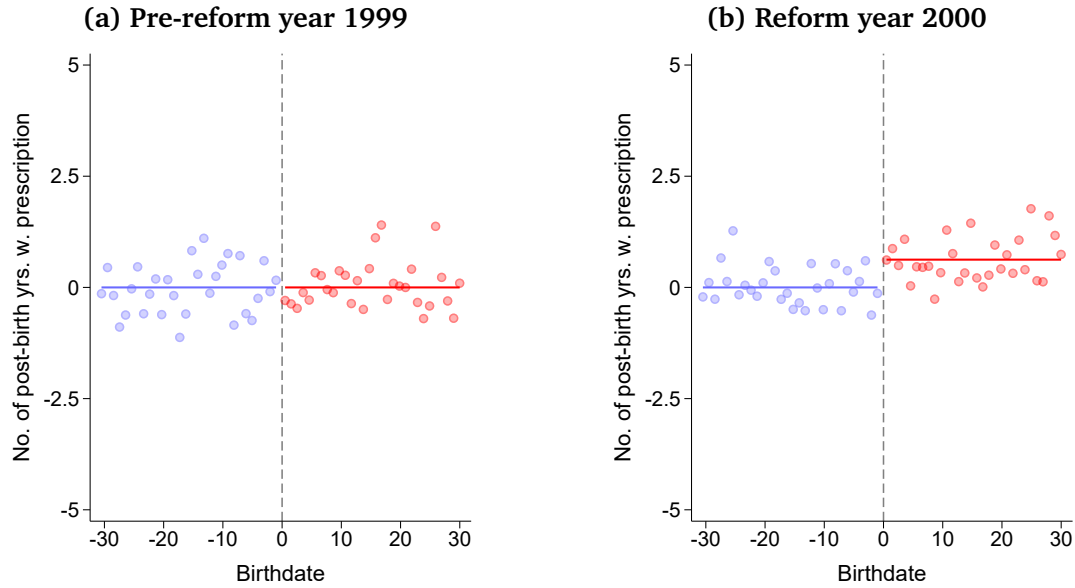 (a) Pre-reform year 1999
No. of post-birth yrs. w. prescription
5
2.5
0
-2.5
-5
-30 -20 -10 0 10 20 30
Birthdate
(b) Reform year 2000
No. of post-birth yrs. w. prescription
5
2.5
0
-2.5
-5
-30 -20 -10 0 10 20 30
Birthdate